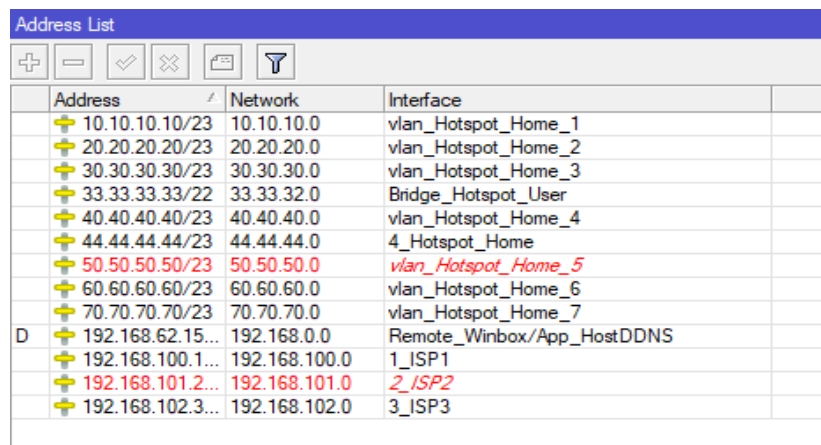 Address List
Address Network Interface
10.10.10.10/23 10.10.10.0 vlan_Hotspot_Home_1
20.20.20.20/23 20.20.20.0 vlan_Hotspot_Home_2
30.30.30.30/23 30.30.30.0 vlan_Hotspot_Home_3
33.33.33.33/22 33.33.32.0 Bridge_Hotspot_User
40.40.40.40/23 40.40.40.0 vlan_Hotspot_Home_4
44.44.44.44/23 44.44.44.0 4_Hotspot_Home
50.50.50.50/23 50.50.50.0 vlan_Hotspot_Home_5
60.60.60.60/23 60.60.60.0 vlan_Hotspot_Home_6
70.70.70.70/23 70.70.70.0 vlan_Hotspot_Home_7
D 192.168.62.15... 192.168.0.0 Remote_Winbox/App_HostDDNS
192.168.100.1... 192.168.100.0 1_ISP1
192.168.101.2... 192.168.101.0 2_ISP2
192.168.102.3... 192.168.102.0 3_ISP3